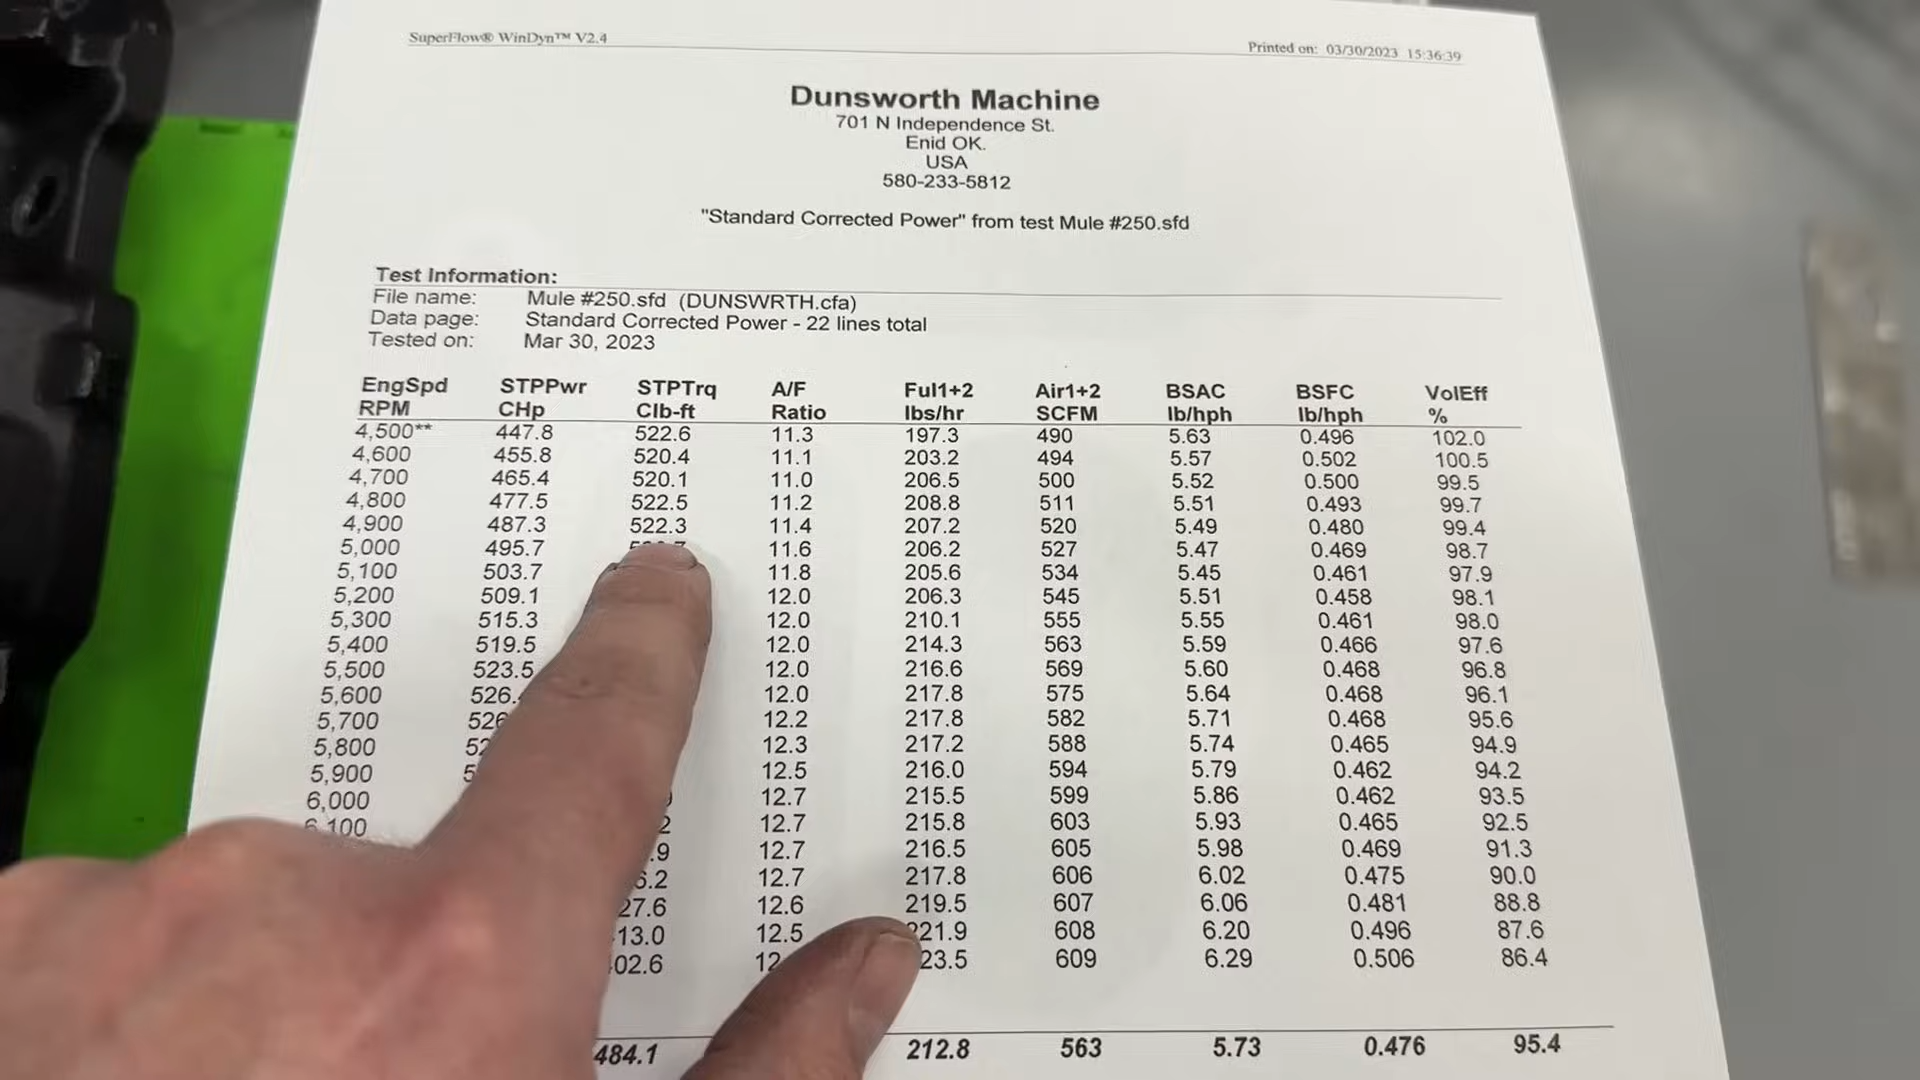 SuperFlow® WinDyn™ V2.4 Printed on: 03/30/2023 15:36:39
Dunsworth Machine
701 N Independence St.
Enid OK.
USA
580-233-5812
"Standard Corrected Power" from test Mule #250.sfd
Test Information:
File name: Mule #250.sfd (DUNSWRTH.cfa)
Data page: Standard Corrected Power - 22 lines total
Tested on: Mar 30, 2023
EngSpd STPPwr STPTrq A/F Ful1+2 Air1+2 BSAC BSFC VolEff
RPM CHp Clb-ft Ratio lbs/hr SCFM lb/hph lb/hph %
4,500** 447.8 522.6 11.3 197.3 490 5.63 0.496 102.0
4,600 455.8 520.4 11.1 203.2 494 5.57 0.502 100.5
4,700 465.4 520.1 11.0 206.5 500 5.52 0.500 99.5
4,800 477.5 522.5 11.2 208.8 511 5.51 0.493 99.7
4,900 487.3 522.3 11.4 207.2 520 5.49 0.480 99.4
5,000 495.7 11.6 206.2 527 5.47 0.469 98.7
5,100 503.7 11.8 205.6 534 5.45 0.461 97.9
5,200 509.1 12.0 206.3 545 5.51 0.458 98.1
5,300 515.3 12.0 210.1 555 5.55 0.461 98.0
5,400 519.5 12.0 214.3 563 5.59 0.466 97.6
5,500 523.5 12.0 216.6 569 5.60 0.468 96.8
5,600 12.0 217.8 575 5.64 0.468 96.1
5,700 12.2 217.8 582 5.71 0.468 95.6
5,800 12.3 217.2 588 5.74 0.465 94.9
5,900 12.5 216.0 594 5.79 0.462 94.2
6,000 12.7 215.5 599 5.86 0.462 93.5
6,100 12.7 215.8 603 5.93 0.465 92.5
12.7 216.5 605 5.98 0.469 91.3
12.7 217.8 606 6.02 0.475 90.0
12.6 219.5 607 6.06 0.481 88.8
12.5 608 6.20 0.496 87.6
609 6.29 0.506 86.4
484.1 212.8 563 5.73 0.476 95.4